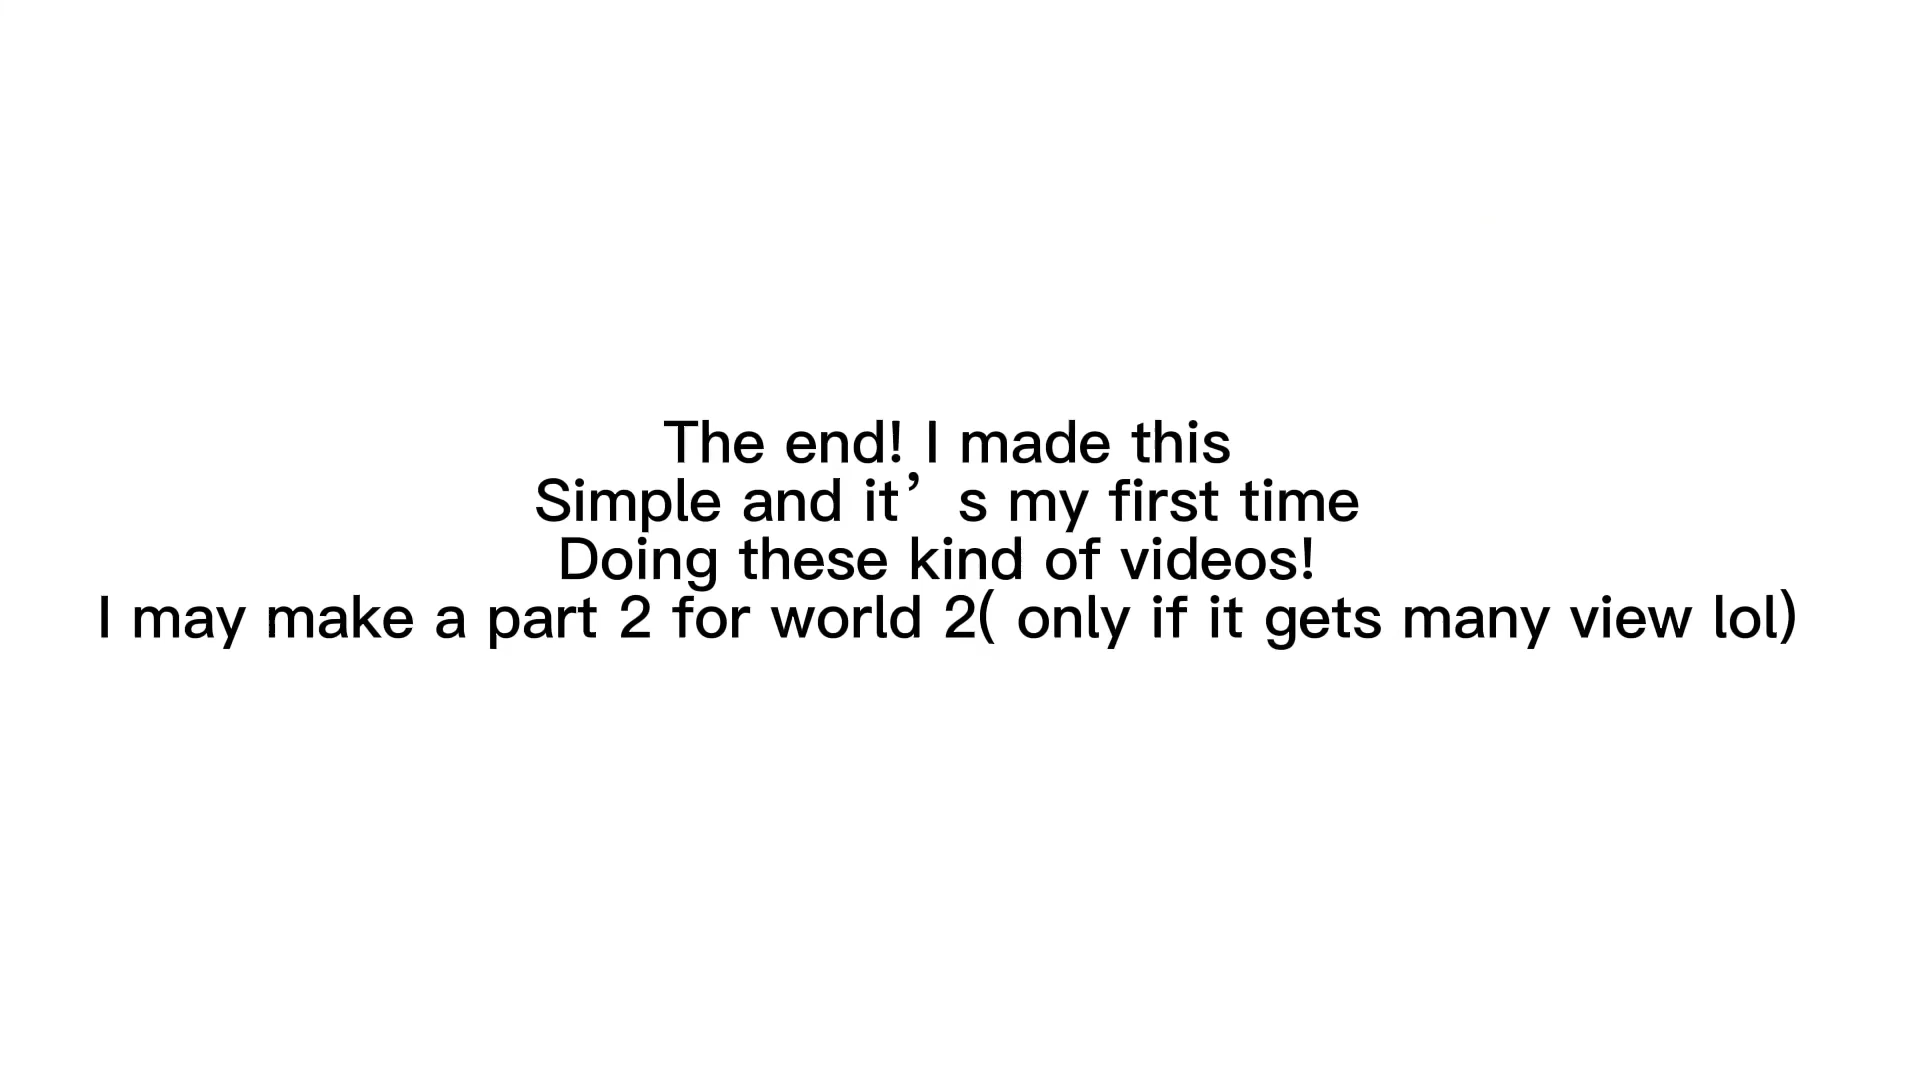 The end! I made this
Simple and it’s my first time
Doing these kind of videos!
I may make a part 2 for world 2( only if it gets many view lol)